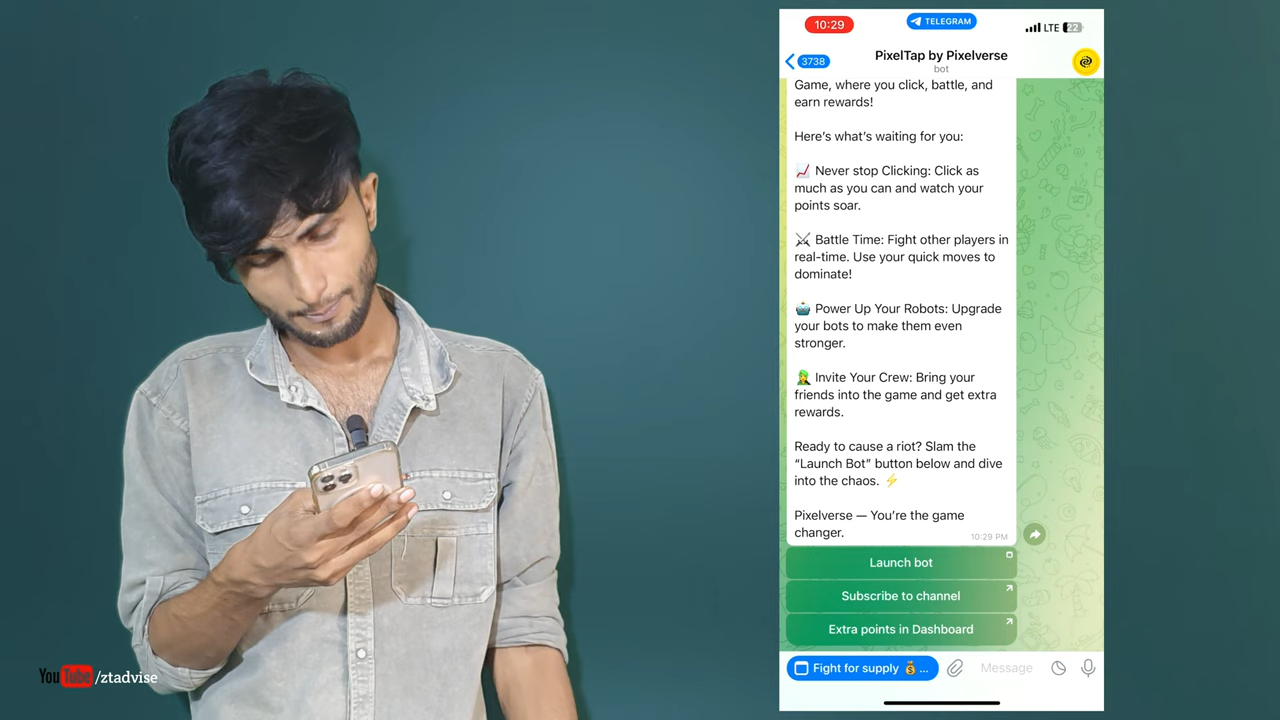 10:29
TELEGRAM
LTE 22
3738
PixelTap by Pixelverse
bot
Game, where you click, battle, and
earn rewards!
Here's what's waiting for you:
📈 Never stop Clicking: Click as
much as you can and watch your
points soar.
⚔️ Battle Time: Fight other players in
real-time. Use your quick moves to
dominate!
🤖 Power Up Your Robots: Upgrade
your bots to make them even
stronger.
🧝‍♂️ Invite Your Crew: Bring your
friends into the game and get extra
rewards.
Ready to cause a riot? Slam the
“Launch Bot” button below and dive
into the chaos. ⚡
Pixelverse — You're the game
changer.
10:29 PM
Launch bot
Subscribe to channel
Extra points in Dashboard
Fight for supply 💰...
Message
YouTube/ztadvise